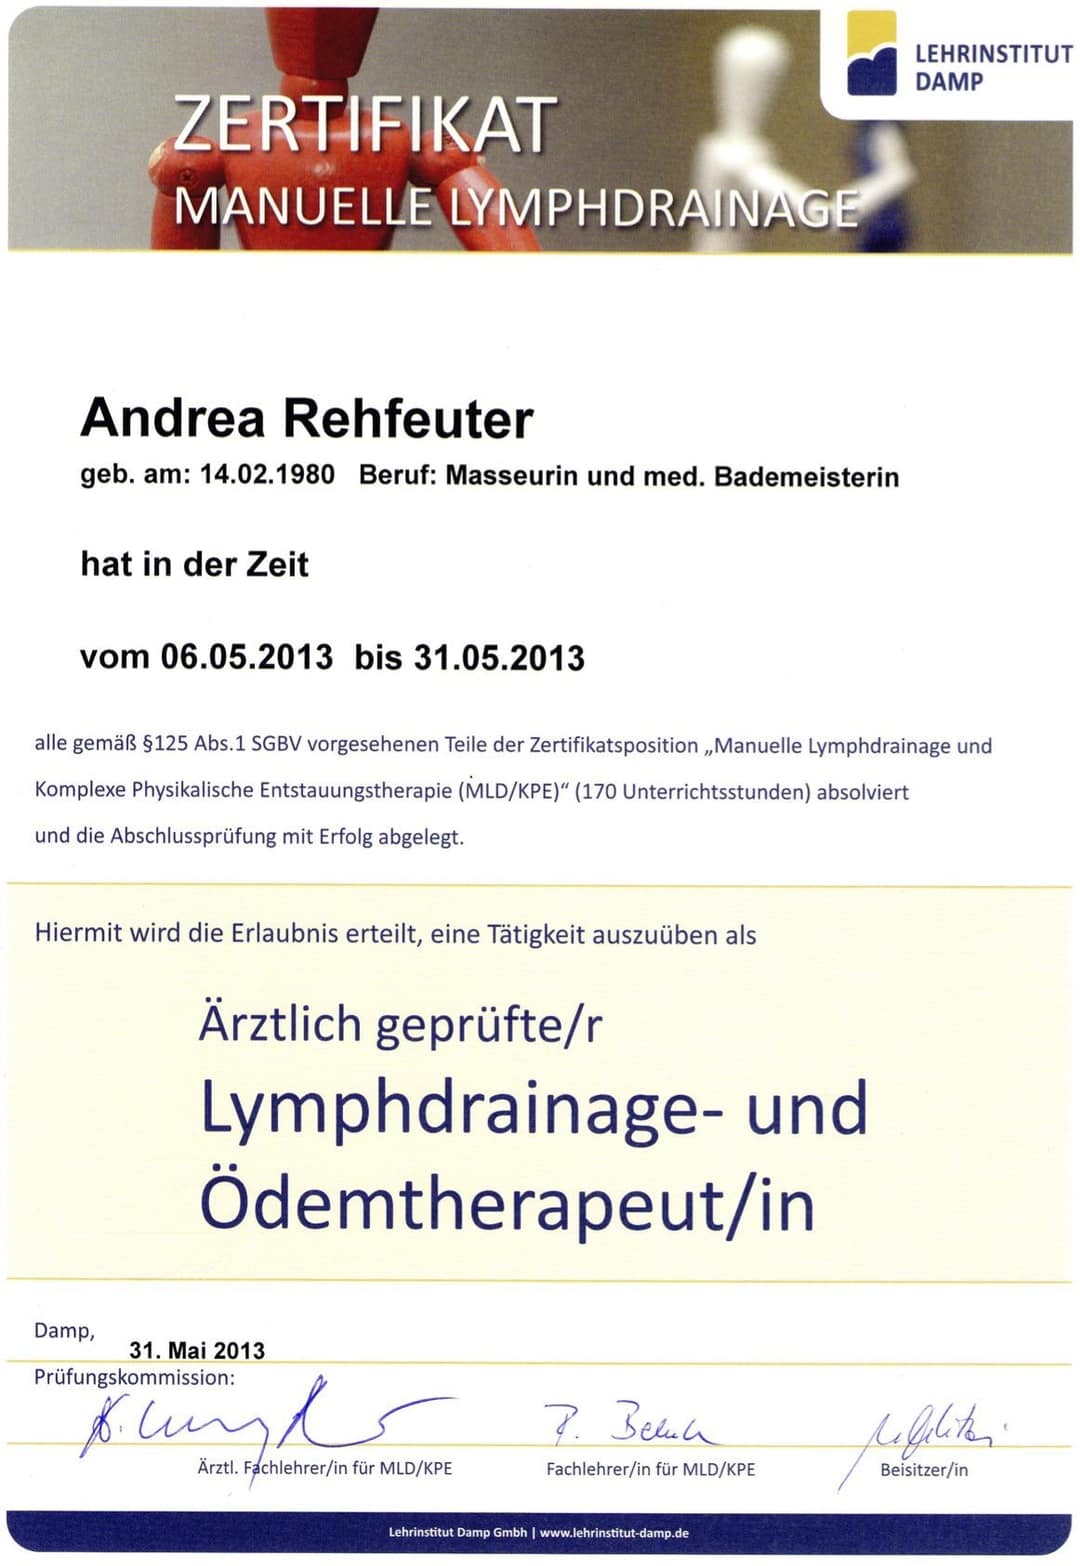 LEHRINSTITUT
DAMP
ZERTIFIKAT
MANUELLE LYMPHDRAINAGE
Andrea Rehfeuter
geb. am: 14.02.1980 Beruf: Masseurin und med. Bademeisterin
hat in der Zeit
vom 06.05.2013 bis 31.05.2013
alle gemäß §125 Abs.1 SGBV vorgesehenen Teile der Zertifikatsposition „Manuelle Lymphdrainage und
Komplexe Physikalische Entstauungstherapie (MLD/KPE)“ (170 Unterrichtsstunden) absolviert
und die Abschlussprüfung mit Erfolg abgelegt.
Hiermit wird die Erlaubnis erteilt, eine Tätigkeit auszuüben als
Ärztlich geprüfte/r
Lymphdrainage- und
Ödemtherapeut/in
Damp,
31. Mai 2013
Prüfungskommission:
Ärztl. Fachlehrer/in für MLD/KPE
Fachlehrer/in für MLD/KPE
Beisitzer/in
Lehrinstitut Damp Gmbh | www.lehrinstitut-damp.de